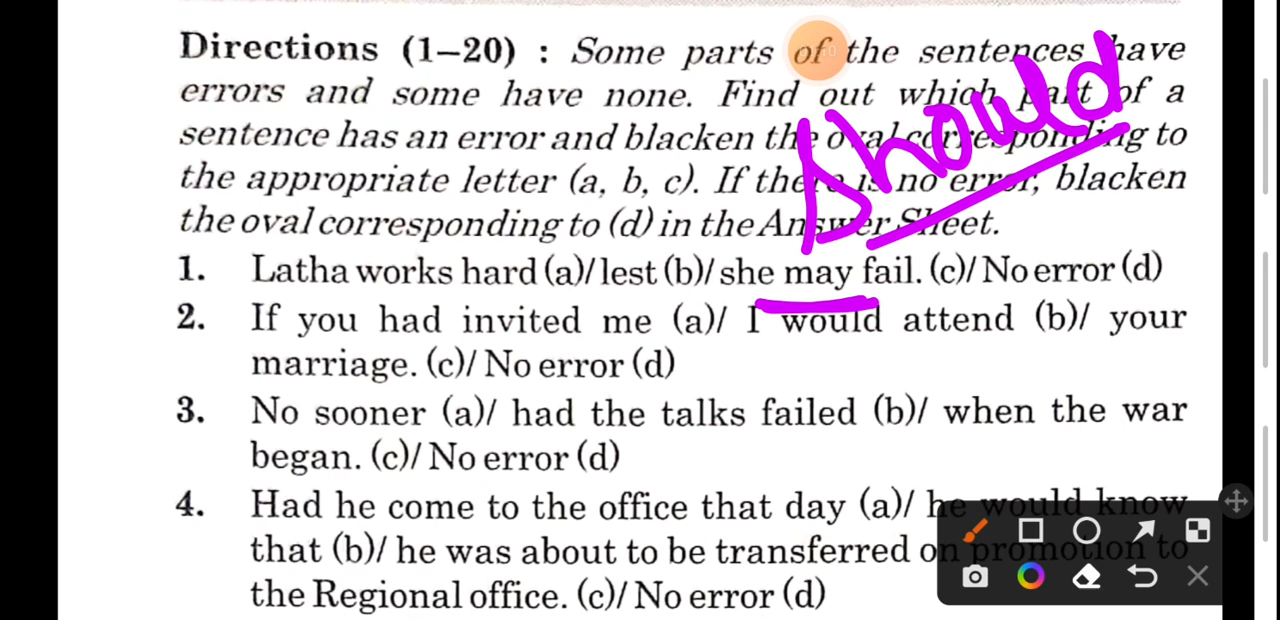 Directions (1–20) : Some parts of the sentences have
errors and some have none. Find out which part of a
sentence has an error and blacken the oval corresponding to
the appropriate letter (a, b, c). If there is no error, blacken
the oval corresponding to (d) in the Answer Sheet.
Should
1. Latha works hard (a)/ lest (b)/ she may fail. (c)/ No error (d)
2. If you had invited me (a)/ I would attend (b)/ your
marriage. (c)/ No error (d)
3. No sooner (a)/ had the talks failed (b)/ when the war
began. (c)/ No error (d)
4. Had he come to the office that day (a)/ he would know
that (b)/ he was about to be transferred on promotion to
the Regional office. (c)/ No error (d)